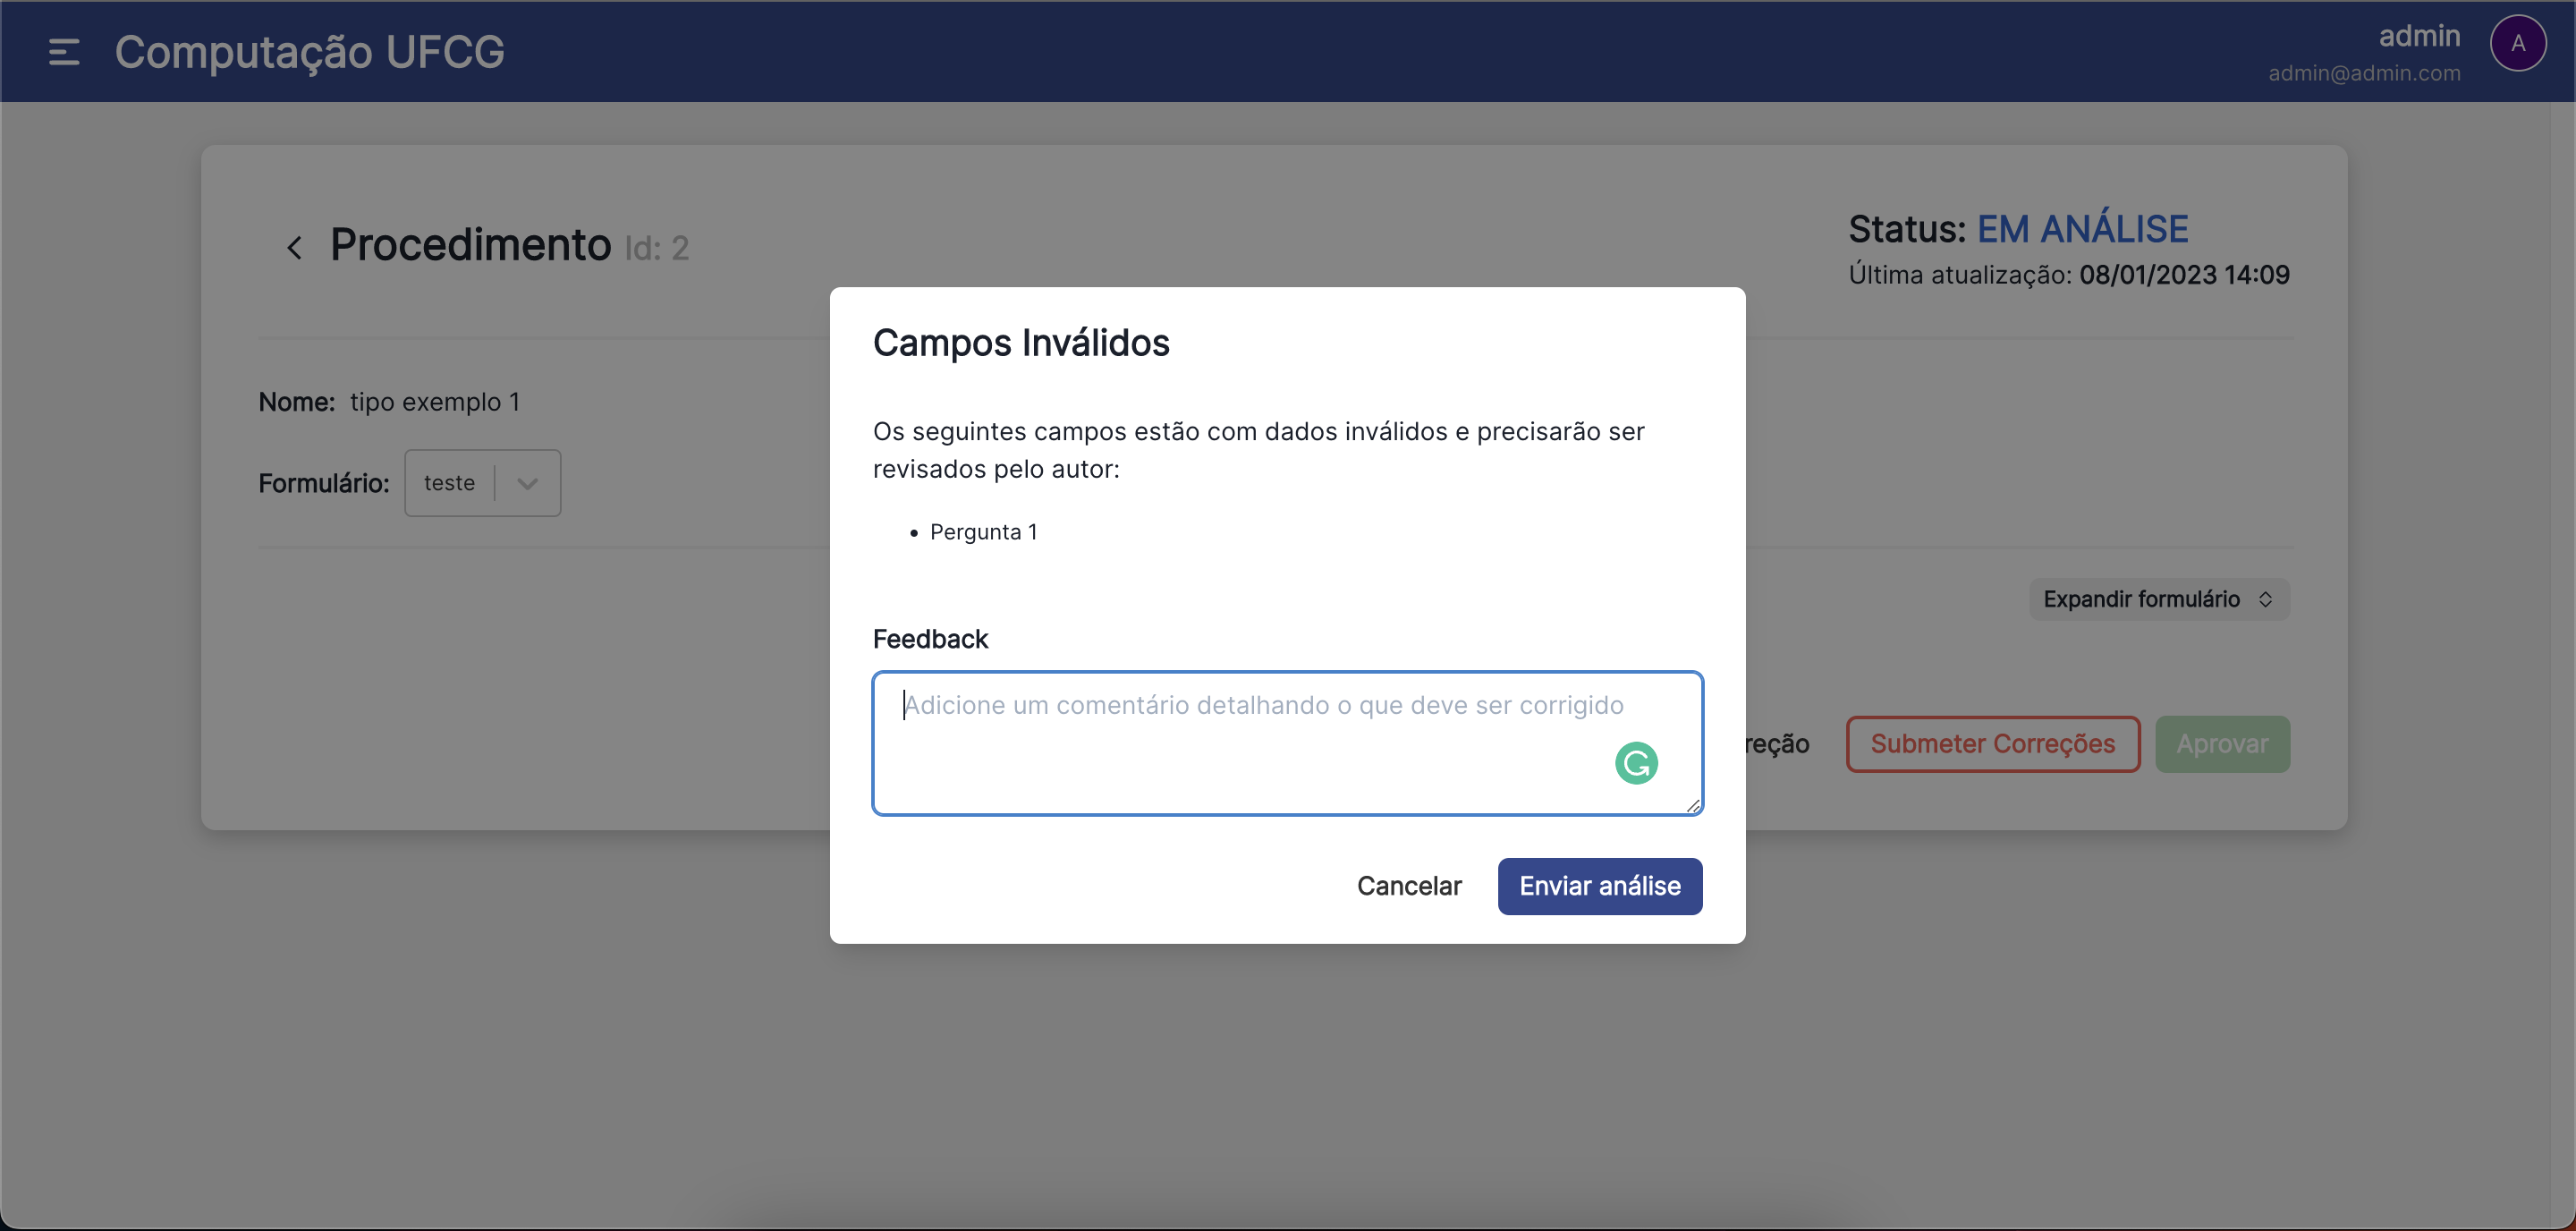 Computação UFCG
admin
admin@admin.com
A
Procedimento Id: 2
Status: EM ANÁLISE
Última atualização: 08/01/2023 14:09
Nome: tipo exemplo 1
Formulário: teste
Campos Inválidos
Os seguintes campos estão com dados inválidos e precisarão ser
revisados pelo autor:
• Pergunta 1
Expandir formulário
Feedback
Adicione um comentário detalhando o que deve ser corrigido
Submeter Correções
Aprovar
Cancelar
Enviar análise